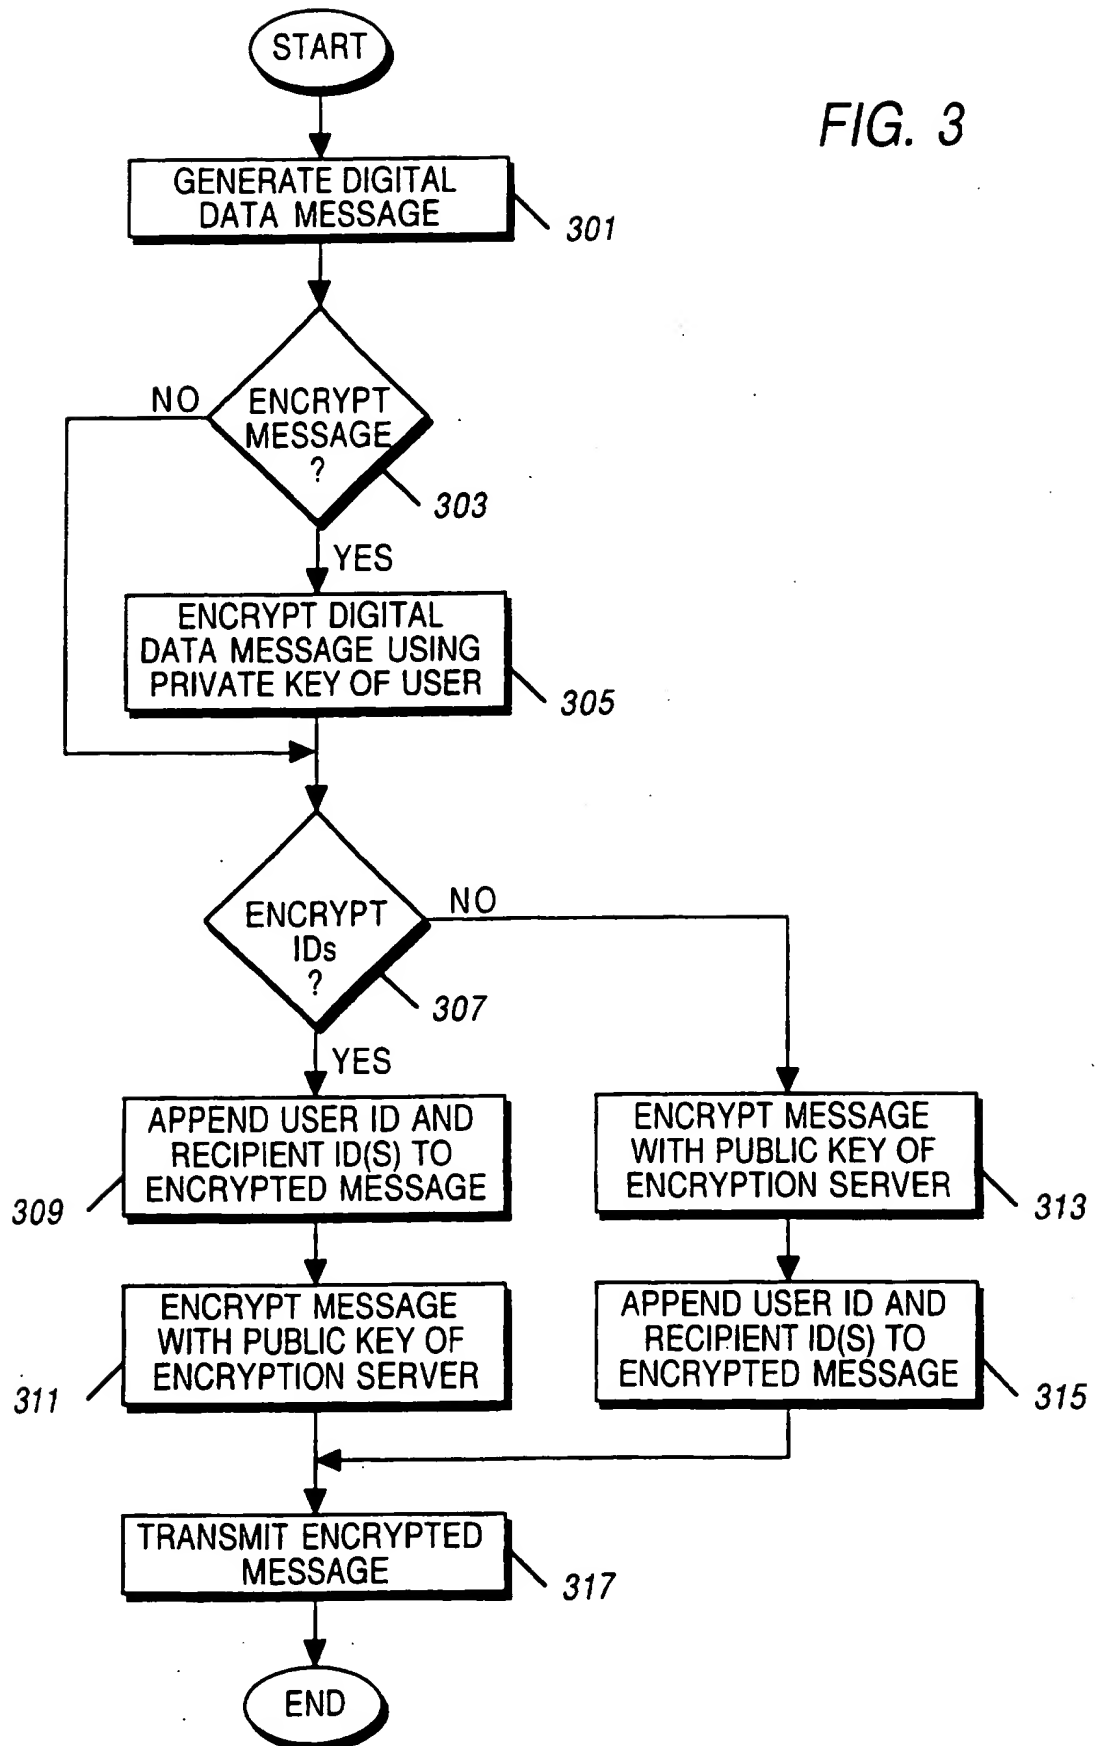 START
FIG. 3
GENERATE DIGITAL
DATA MESSAGE
301
NO
ENCRYPT
MESSAGE
?
303
YES
ENCRYPT DIGITAL
DATA MESSAGE USING
PRIVATE KEY OF USER
305
ENCRYPT
IDs
?
NO
307
YES
APPEND USER ID AND
RECIPIENT ID(S) TO
ENCRYPTED MESSAGE
309
ENCRYPT MESSAGE
WITH PUBLIC KEY OF
ENCRYPTION SERVER
313
ENCRYPT MESSAGE
WITH PUBLIC KEY OF
ENCRYPTION SERVER
311
APPEND USER ID AND
RECIPIENT ID(S) TO
ENCRYPTED MESSAGE
315
TRANSMIT ENCRYPTED
MESSAGE
317
END